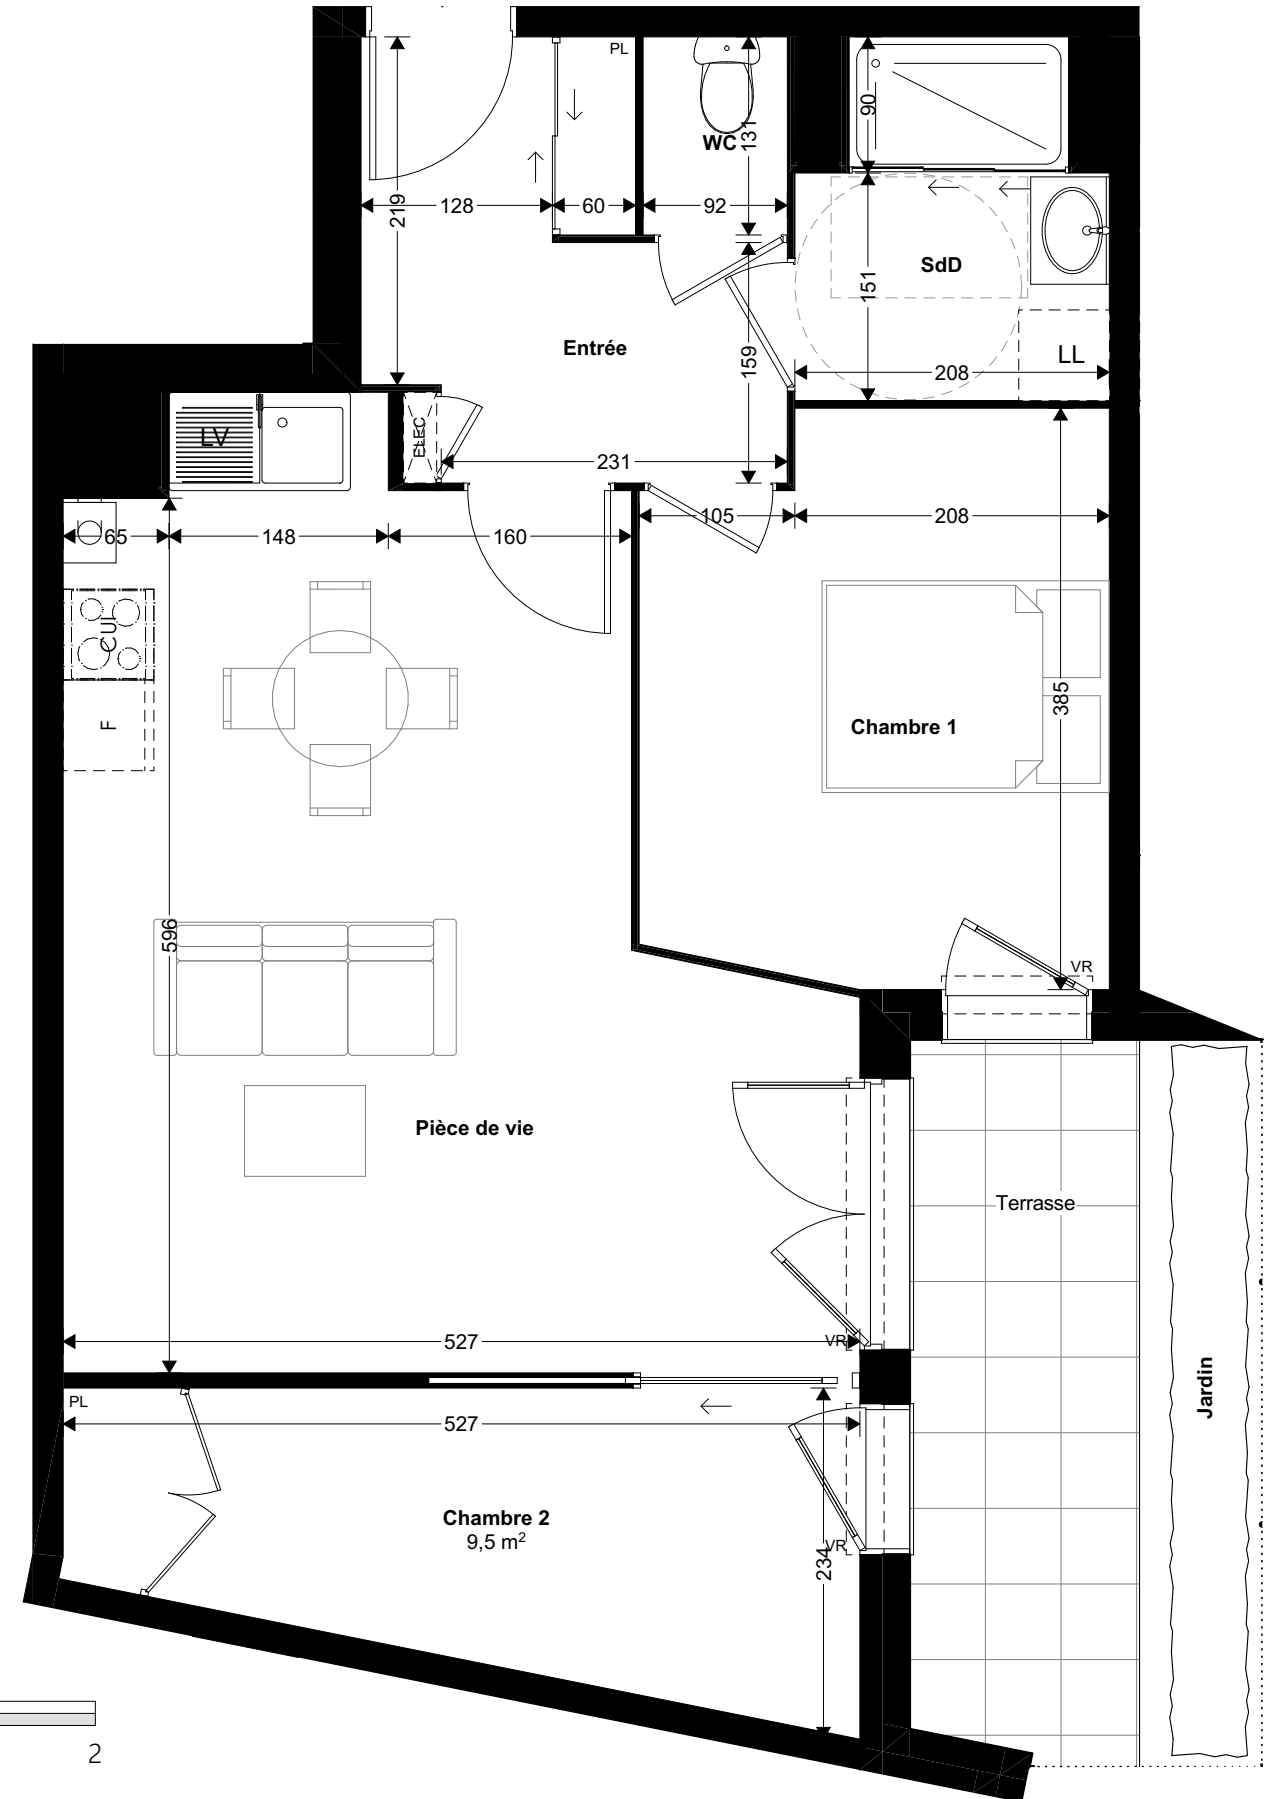 PL
WC
131
90
219
128
60
92
SdD
151
Entrée
159
LL
208
LV
ELEC
231
65
148
160
105
208
CUI
F
385
Chambre 1
596
VR
Pièce de vie
Terrasse
527
VR
Jardin
PL
527
Chambre 2
9,5 m²
VR
234
2